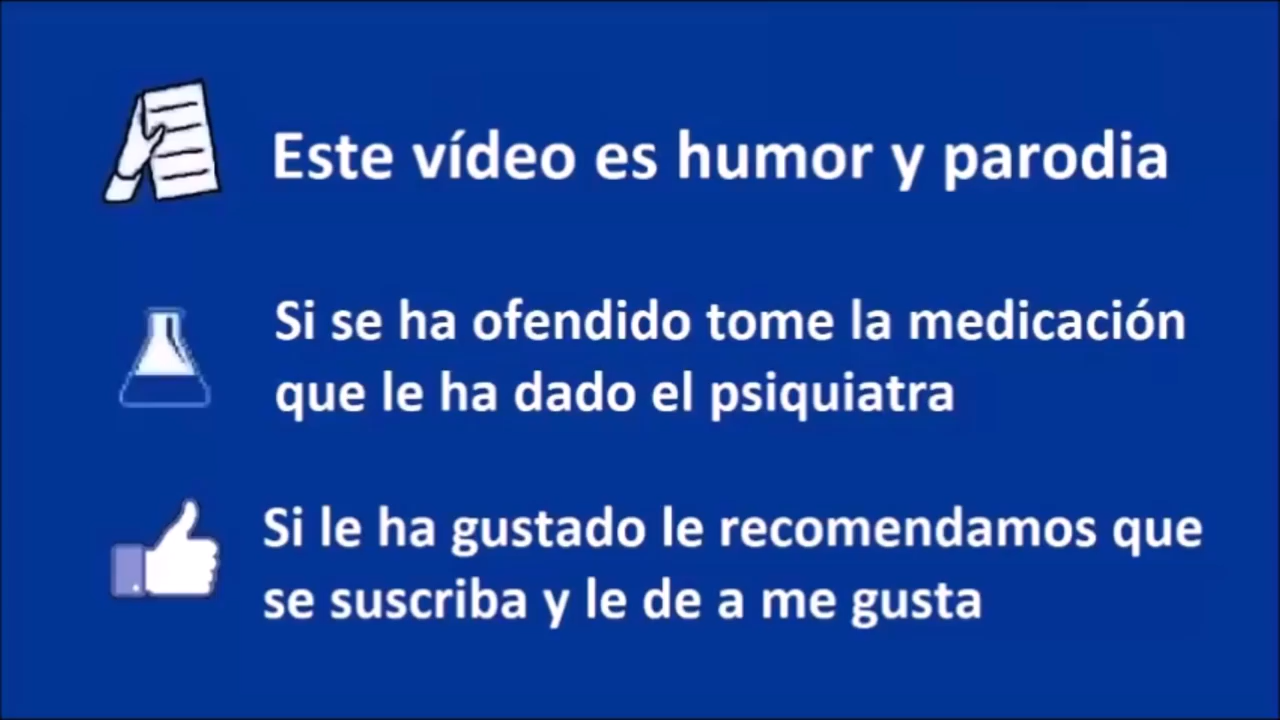 Este vídeo es humor y parodia
Si se ha ofendido tome la medicación
que le ha dado el psiquiatra
Si le ha gustado le recomendamos que
se suscriba y le de a me gusta